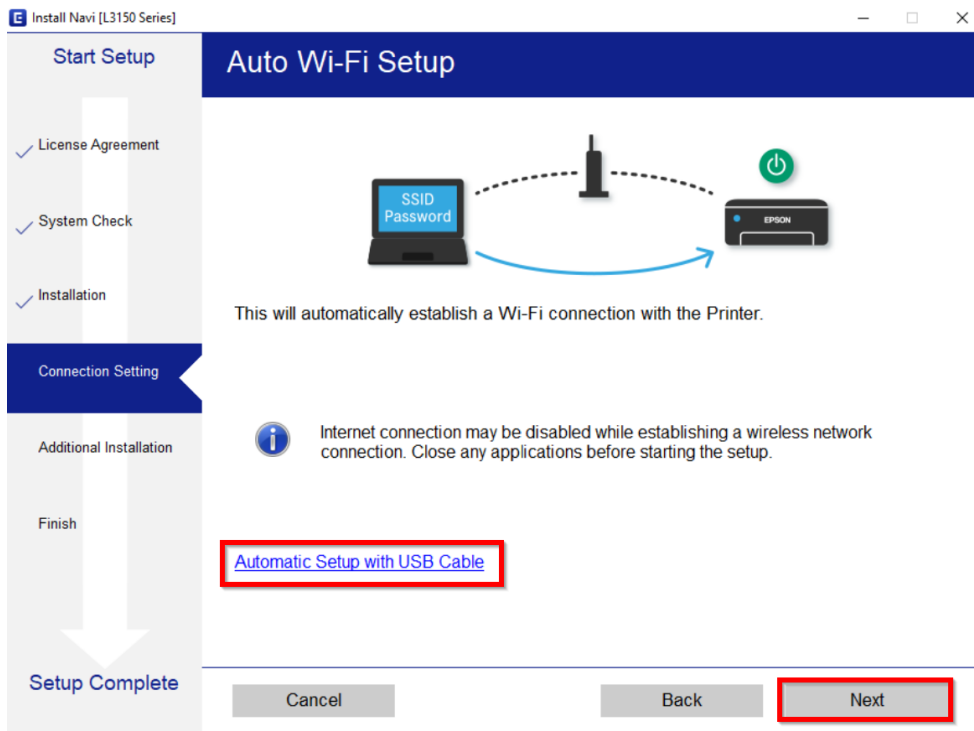 Install Navi [L3150 Series]
Start Setup
License Agreement
System Check
Installation
Connection Setting
Additional Installation
Finish
Setup Complete
Auto Wi-Fi Setup
SSID
Password
EPSON
This will automatically establish a Wi-Fi connection with the Printer.
Internet connection may be disabled while establishing a wireless network
connection. Close any applications before starting the setup.
Automatic Setup with USB Cable
Cancel
Back
Next